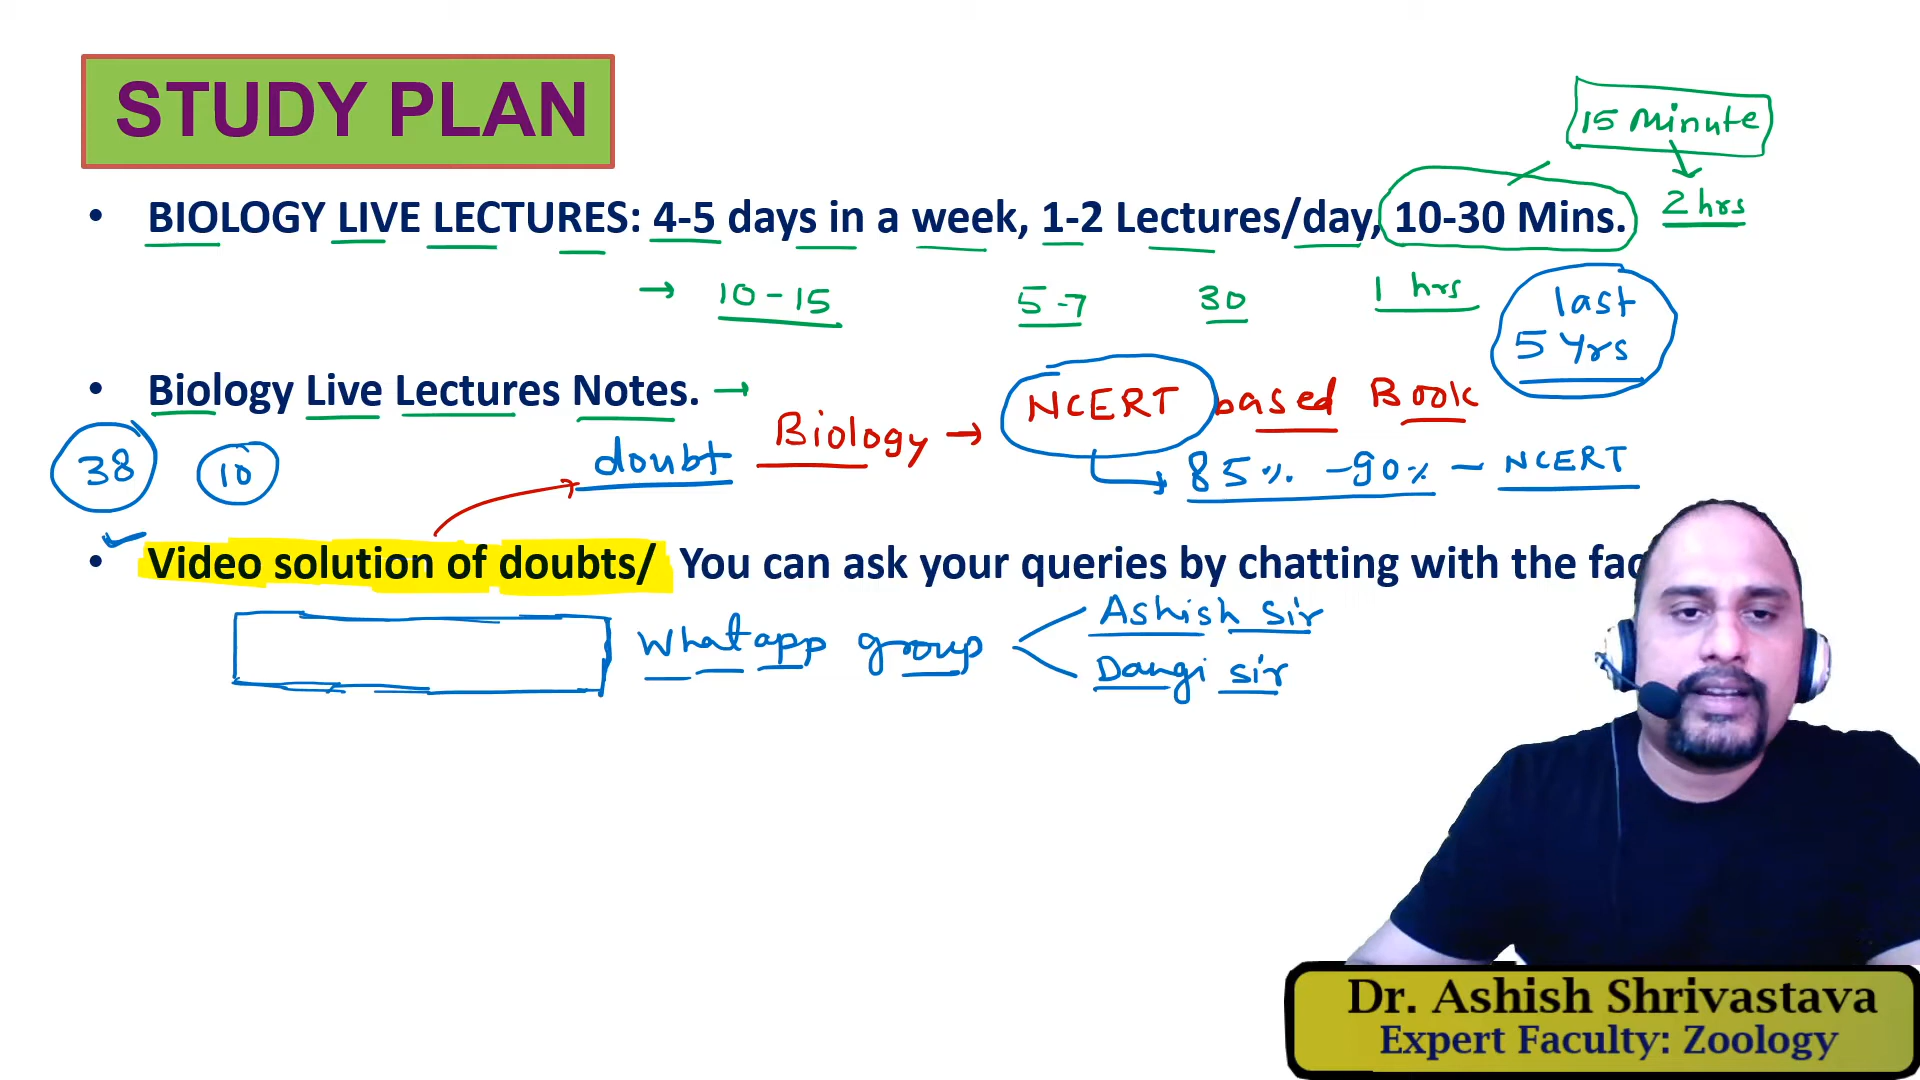 STUDY PLAN
15 Minute
2 hrs
• BIOLOGY LIVE LECTURES: 4-5 days in a week, 1-2 Lectures/day, 10-30 Mins.
→ 10-15 5-7 30 1 hrs
last
5 Yrs
• Biology Live Lectures Notes. →
Biology → NCERT based Book
38 10 doubt
85% - 90% - NCERT
• Video solution of doubts/ You can ask your queries by chatting with the fac
Whatapp group
Ashish Sir
Dangi Sir
Dr. Ashish Shrivastava
Expert Faculty: Zoology